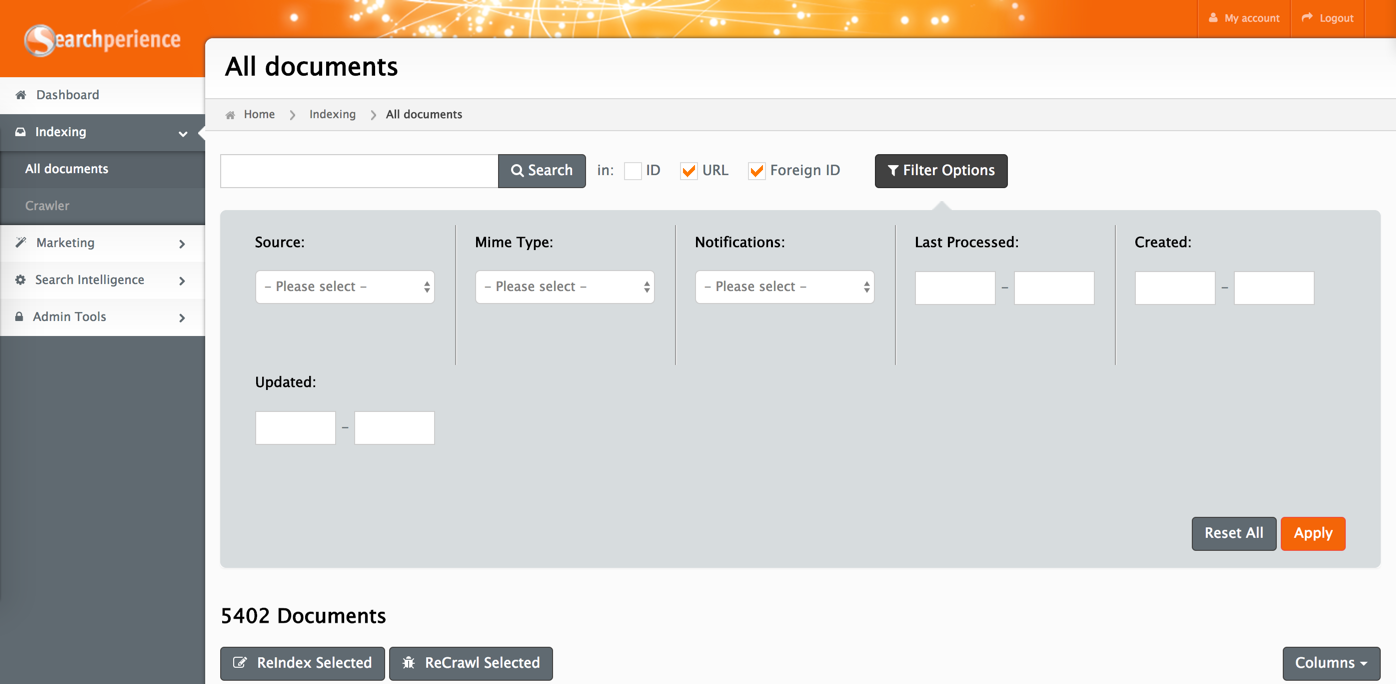 Searchperience
My account
Logout
All documents
Dashboard
Home
Indexing
All documents
Indexing
All documents
Crawler
Marketing
Search Intelligence
Admin Tools
Search
in:
ID
URL
Foreign ID
Filter Options
Source:
Mime Type:
Notifications:
Last Processed:
Created:
– Please select –
– Please select –
– Please select –
–
–
Updated:
–
Reset All
Apply
5402 Documents
ReIndex Selected
ReCrawl Selected
Columns